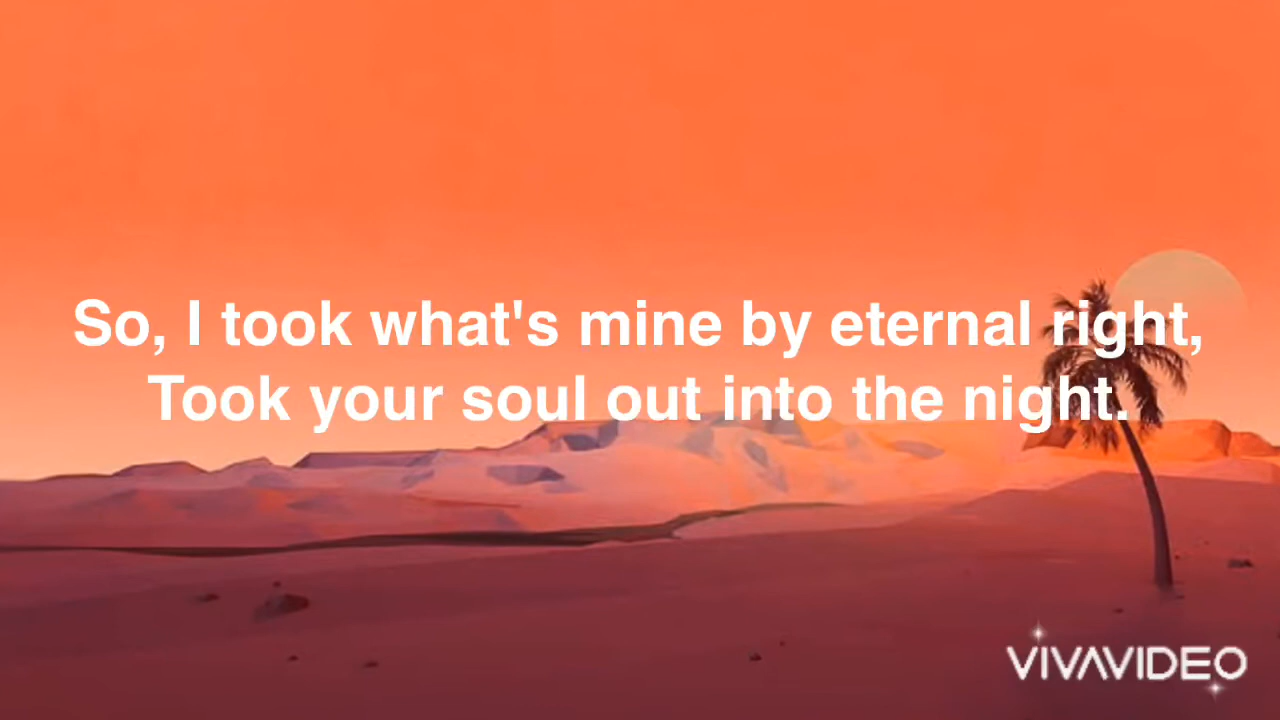 So, I took what's mine by eternal right,
Took your soul out into the night.
VIVAVIDEO